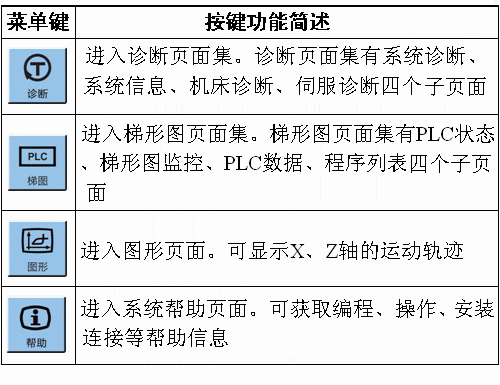 菜单键 按键功能简述
诊断
进入诊断页面集。诊断页面集有系统诊断、
系统信息、机床诊断、伺服诊断四个子页面
PLC
梯图
进入梯形图页面集。梯形图页面集有PLC状态
、梯形图监控、PLC数据、程序列表四个子页
面
图形
进入图形页面。可显示X、Z轴的运动轨迹
帮助
进入系统帮助页面。可获取编程、操作、安装
连接等帮助信息